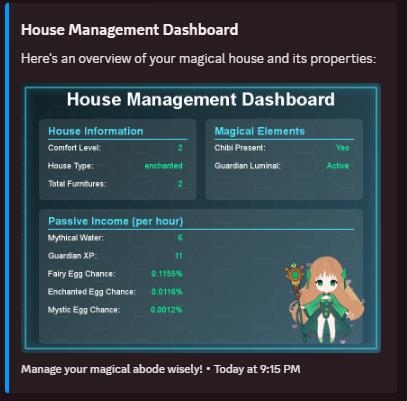 House Management Dashboard
Here's an overview of your magical house and its properties:
House Management Dashboard
House Information
Comfort Level: 2
House Type: enchanted
Total Furnitures: 2
Magical Elements
Chibi Present: Yes
Guardian Luminal: Active
Passive Income (per hour)
Mythical Water: 6
Guardian XP: 11
Fairy Egg Chance: 0.1155%
Enchanted Egg Chance: 0.0116%
Mystic Egg Chance: 0.0012%
Manage your magical abode wisely! • Today at 9:15 PM